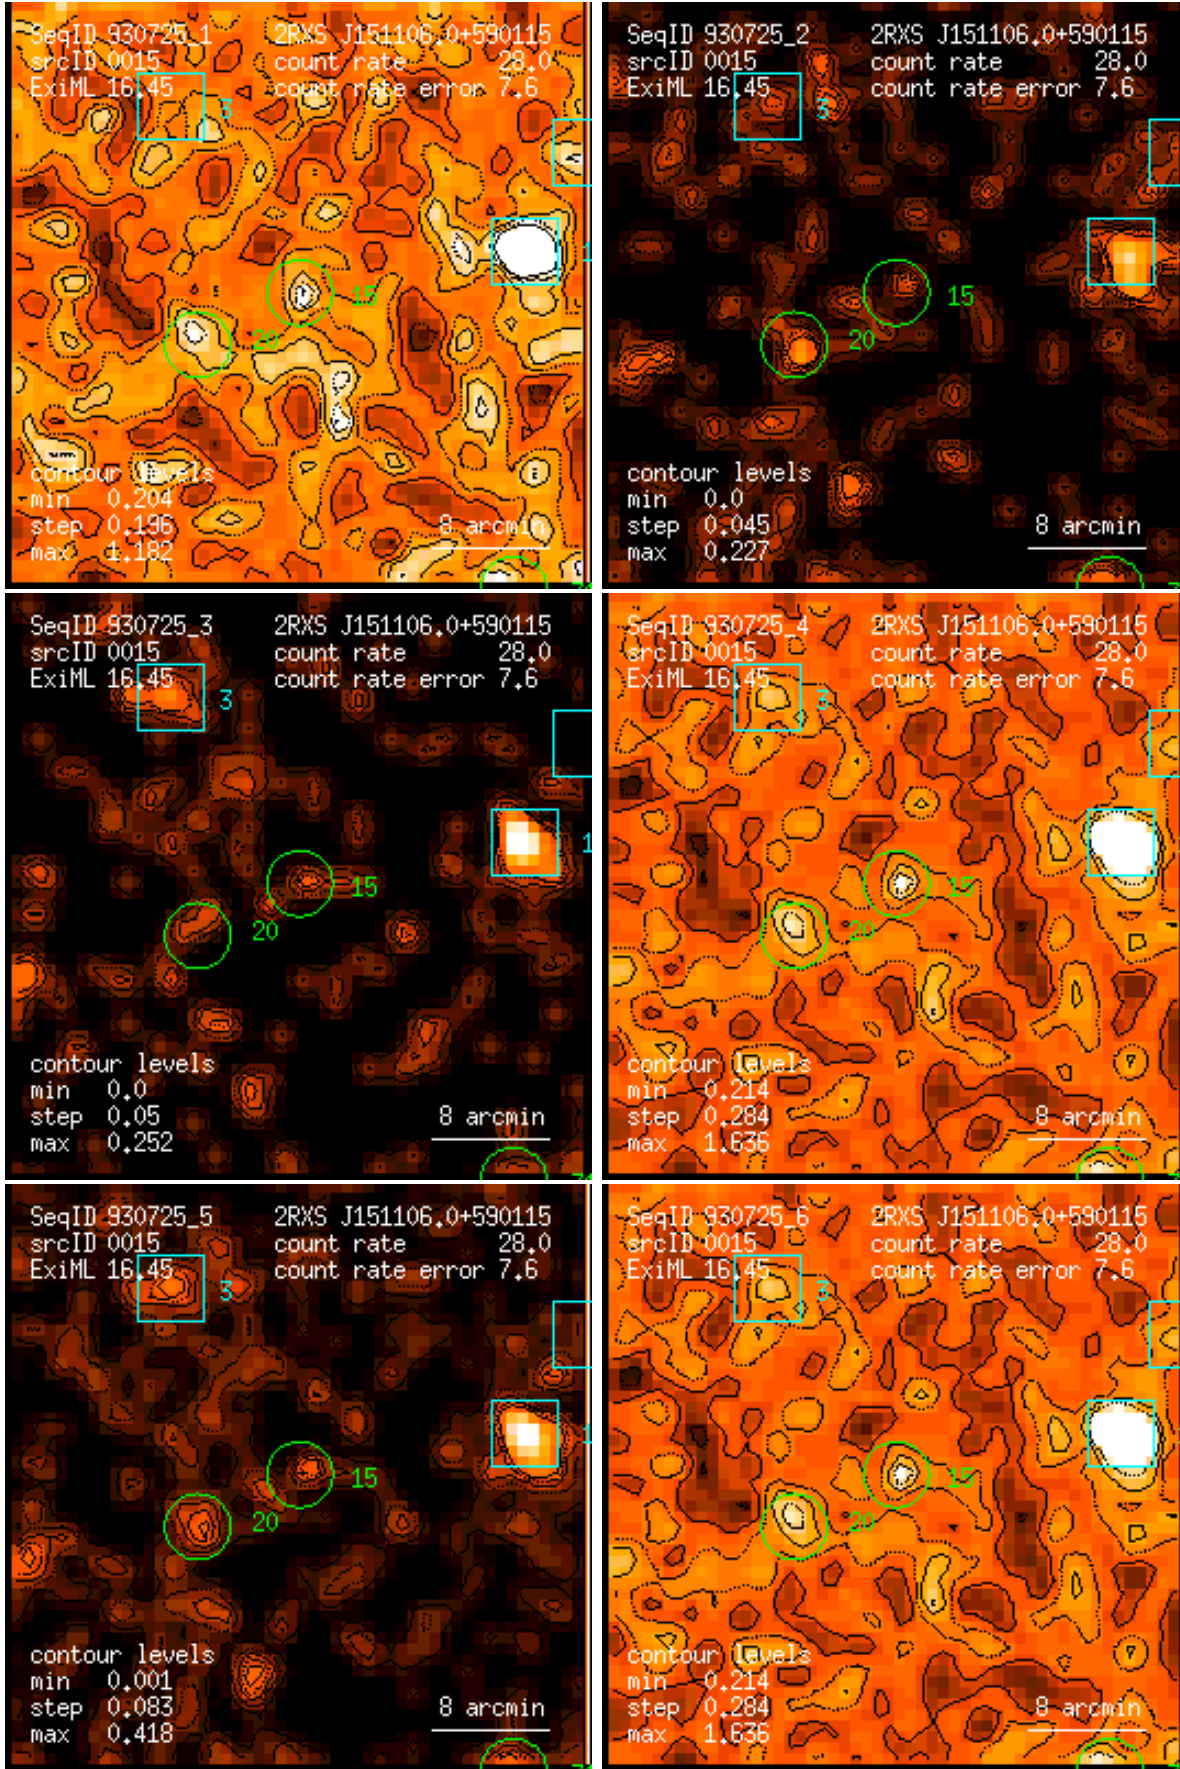 SeqID 930725_1 2RXS J151106.0+590115
srcID 0015 count rate 28.0
ExiML 16.45 count rate error 7.6
3
1
15
20
contour levels
min 0.204
step 0.196
max 1.182
8 arcmin
SeqID 930725_2 2RXS J151106.0+590115
srcID 0015 count rate 28.0
ExiML 16.45 count rate error 7.6
3
15
20
contour levels
min 0.0
step 0.045
max 0.227
8 arcmin
SeqID 930725_3 2RXS J151106.0+590115
srcID 0015 count rate 28.0
ExiML 16.45 count rate error 7.6
3
1
15
20
contour levels
min 0.0
step 0.05
max 0.252
8 arcmin
SeqID 930725_4 2RXS J151106.0+590115
srcID 0015 count rate 28.0
ExiML 16.45 count rate error 7.6
3
15
20
contour levels
min 0.214
step 0.284
max 1.636
8 arcmin
SeqID 930725_5 2RXS J151106.0+590115
srcID 0015 count rate 28.0
ExiML 16.45 count rate error 7.6
3
1
15
20
contour levels
min 0.001
step 0.083
max 0.418
8 arcmin
SeqID 930725_6 2RXS J151106.0+590115
srcID 0015 count rate 28.0
ExiML 16.45 count rate error 7.6
3
15
20
contour levels
min 0.214
step 0.284
max 1.636
8 arcmin